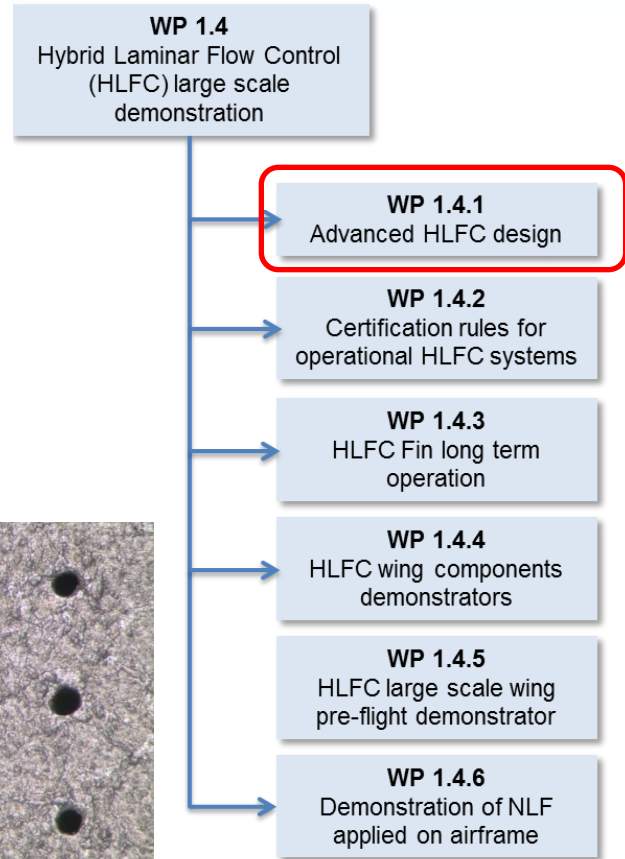 WP 1.4
Hybrid Laminar Flow Control
(HLFC) large scale
demonstration
WP 1.4.1
Advanced HLFC design
WP 1.4.2
Certification rules for
operational HLFC systems
WP 1.4.3
HLFC Fin long term
operation
WP 1.4.4
HLFC wing components
demonstrators
WP 1.4.5
HLFC large scale wing
pre-flight demonstrator
WP 1.4.6
Demonstration of NLF
applied on airframe